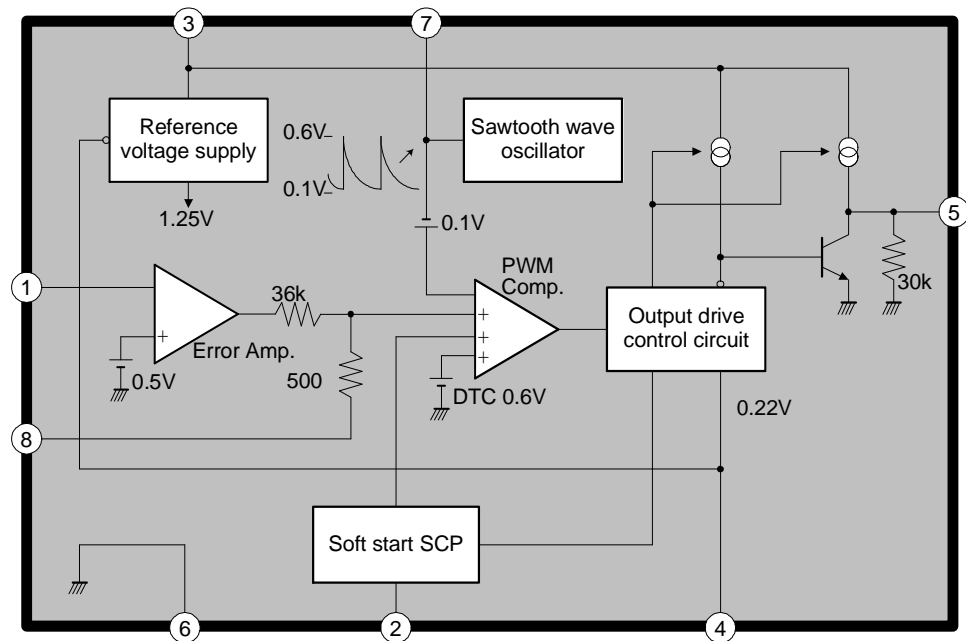 3
7
Reference
voltage supply
0.6V
0.1V
Sawtooth wave
oscillator
1.25V
0.1V
5
1
36k
PWM
Comp.
30k
+
+
+
+
Output drive
control circuit
Error Amp.
0.5V
500
DTC 0.6V
0.22V
8
Soft start SCP
6
2
4